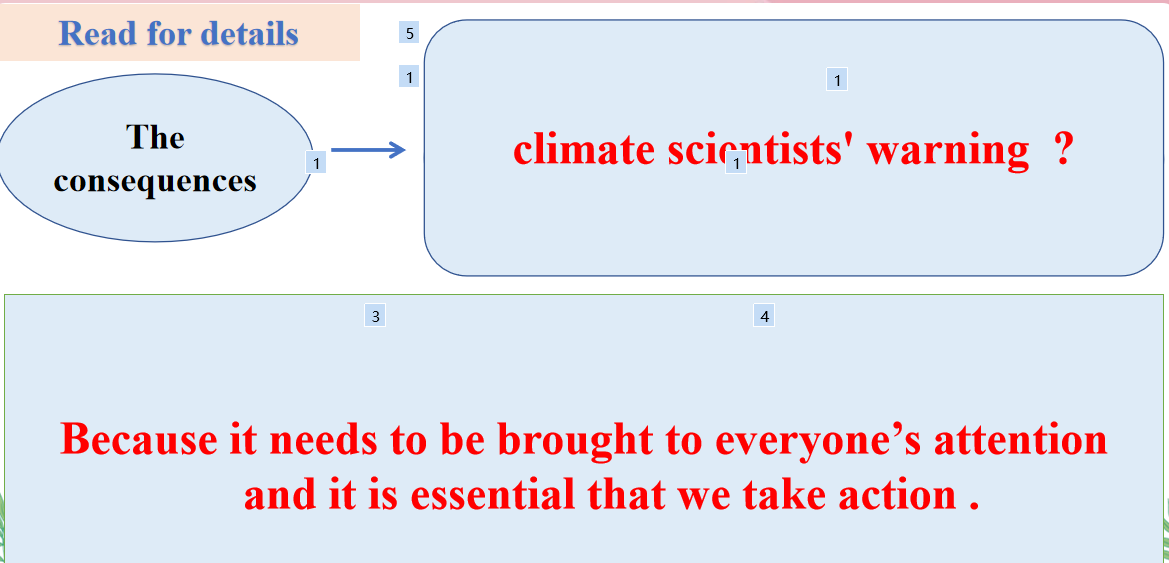 Read for details
5
1
1
The
consequences
1
climate scientists' warning ?
1
3
4
Because it needs to be brought to everyone’s attention
and it is essential that we take action .